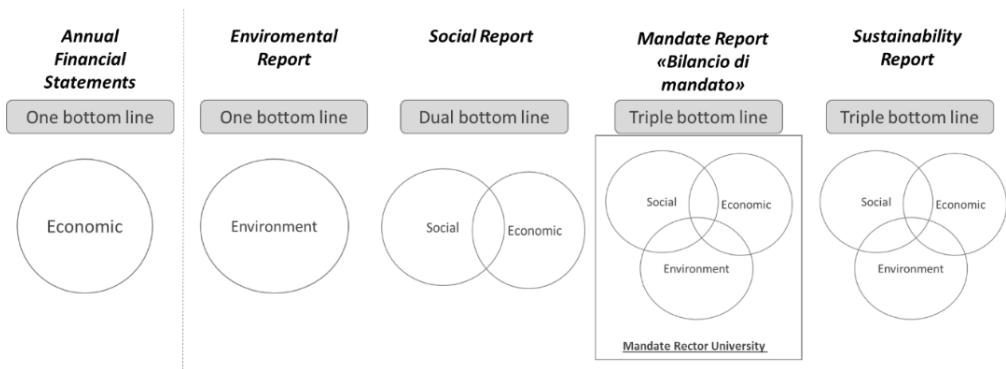 Annual
Financial
Statements
One bottom line
Economic
Enviromental
Report
One bottom line
Environment
Social Report
Dual bottom line
Social
Economic
Mandate Report
«Bilancio di
mandato»
Triple bottom line
Social
Economic
Environment
Mandate Rector University
Sustainability
Report
Triple bottom line
Social
Economic
Environment